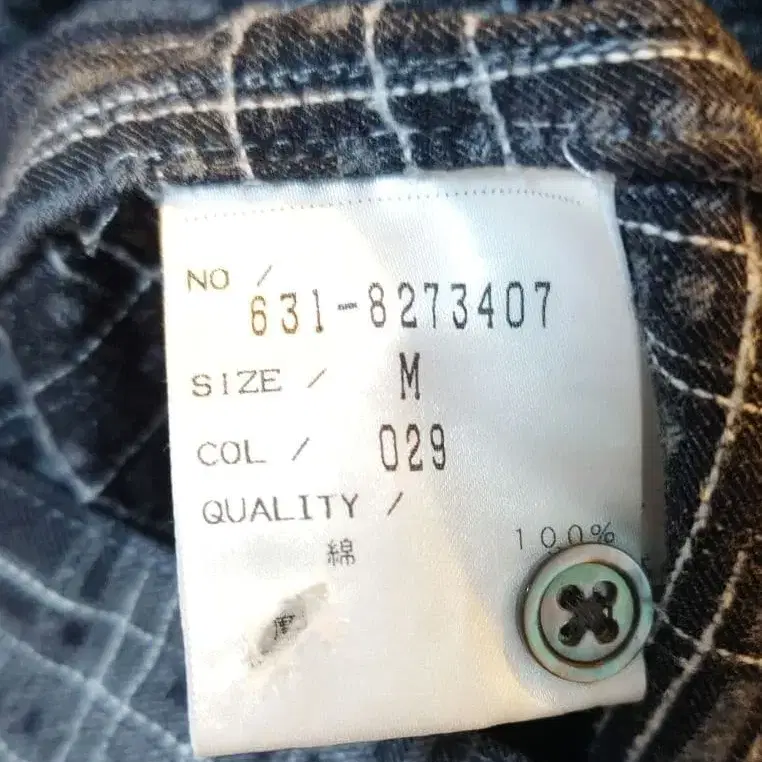 NO /
631-8273407
SIZE / M
COL / 029
QUALITY /
綿 100%